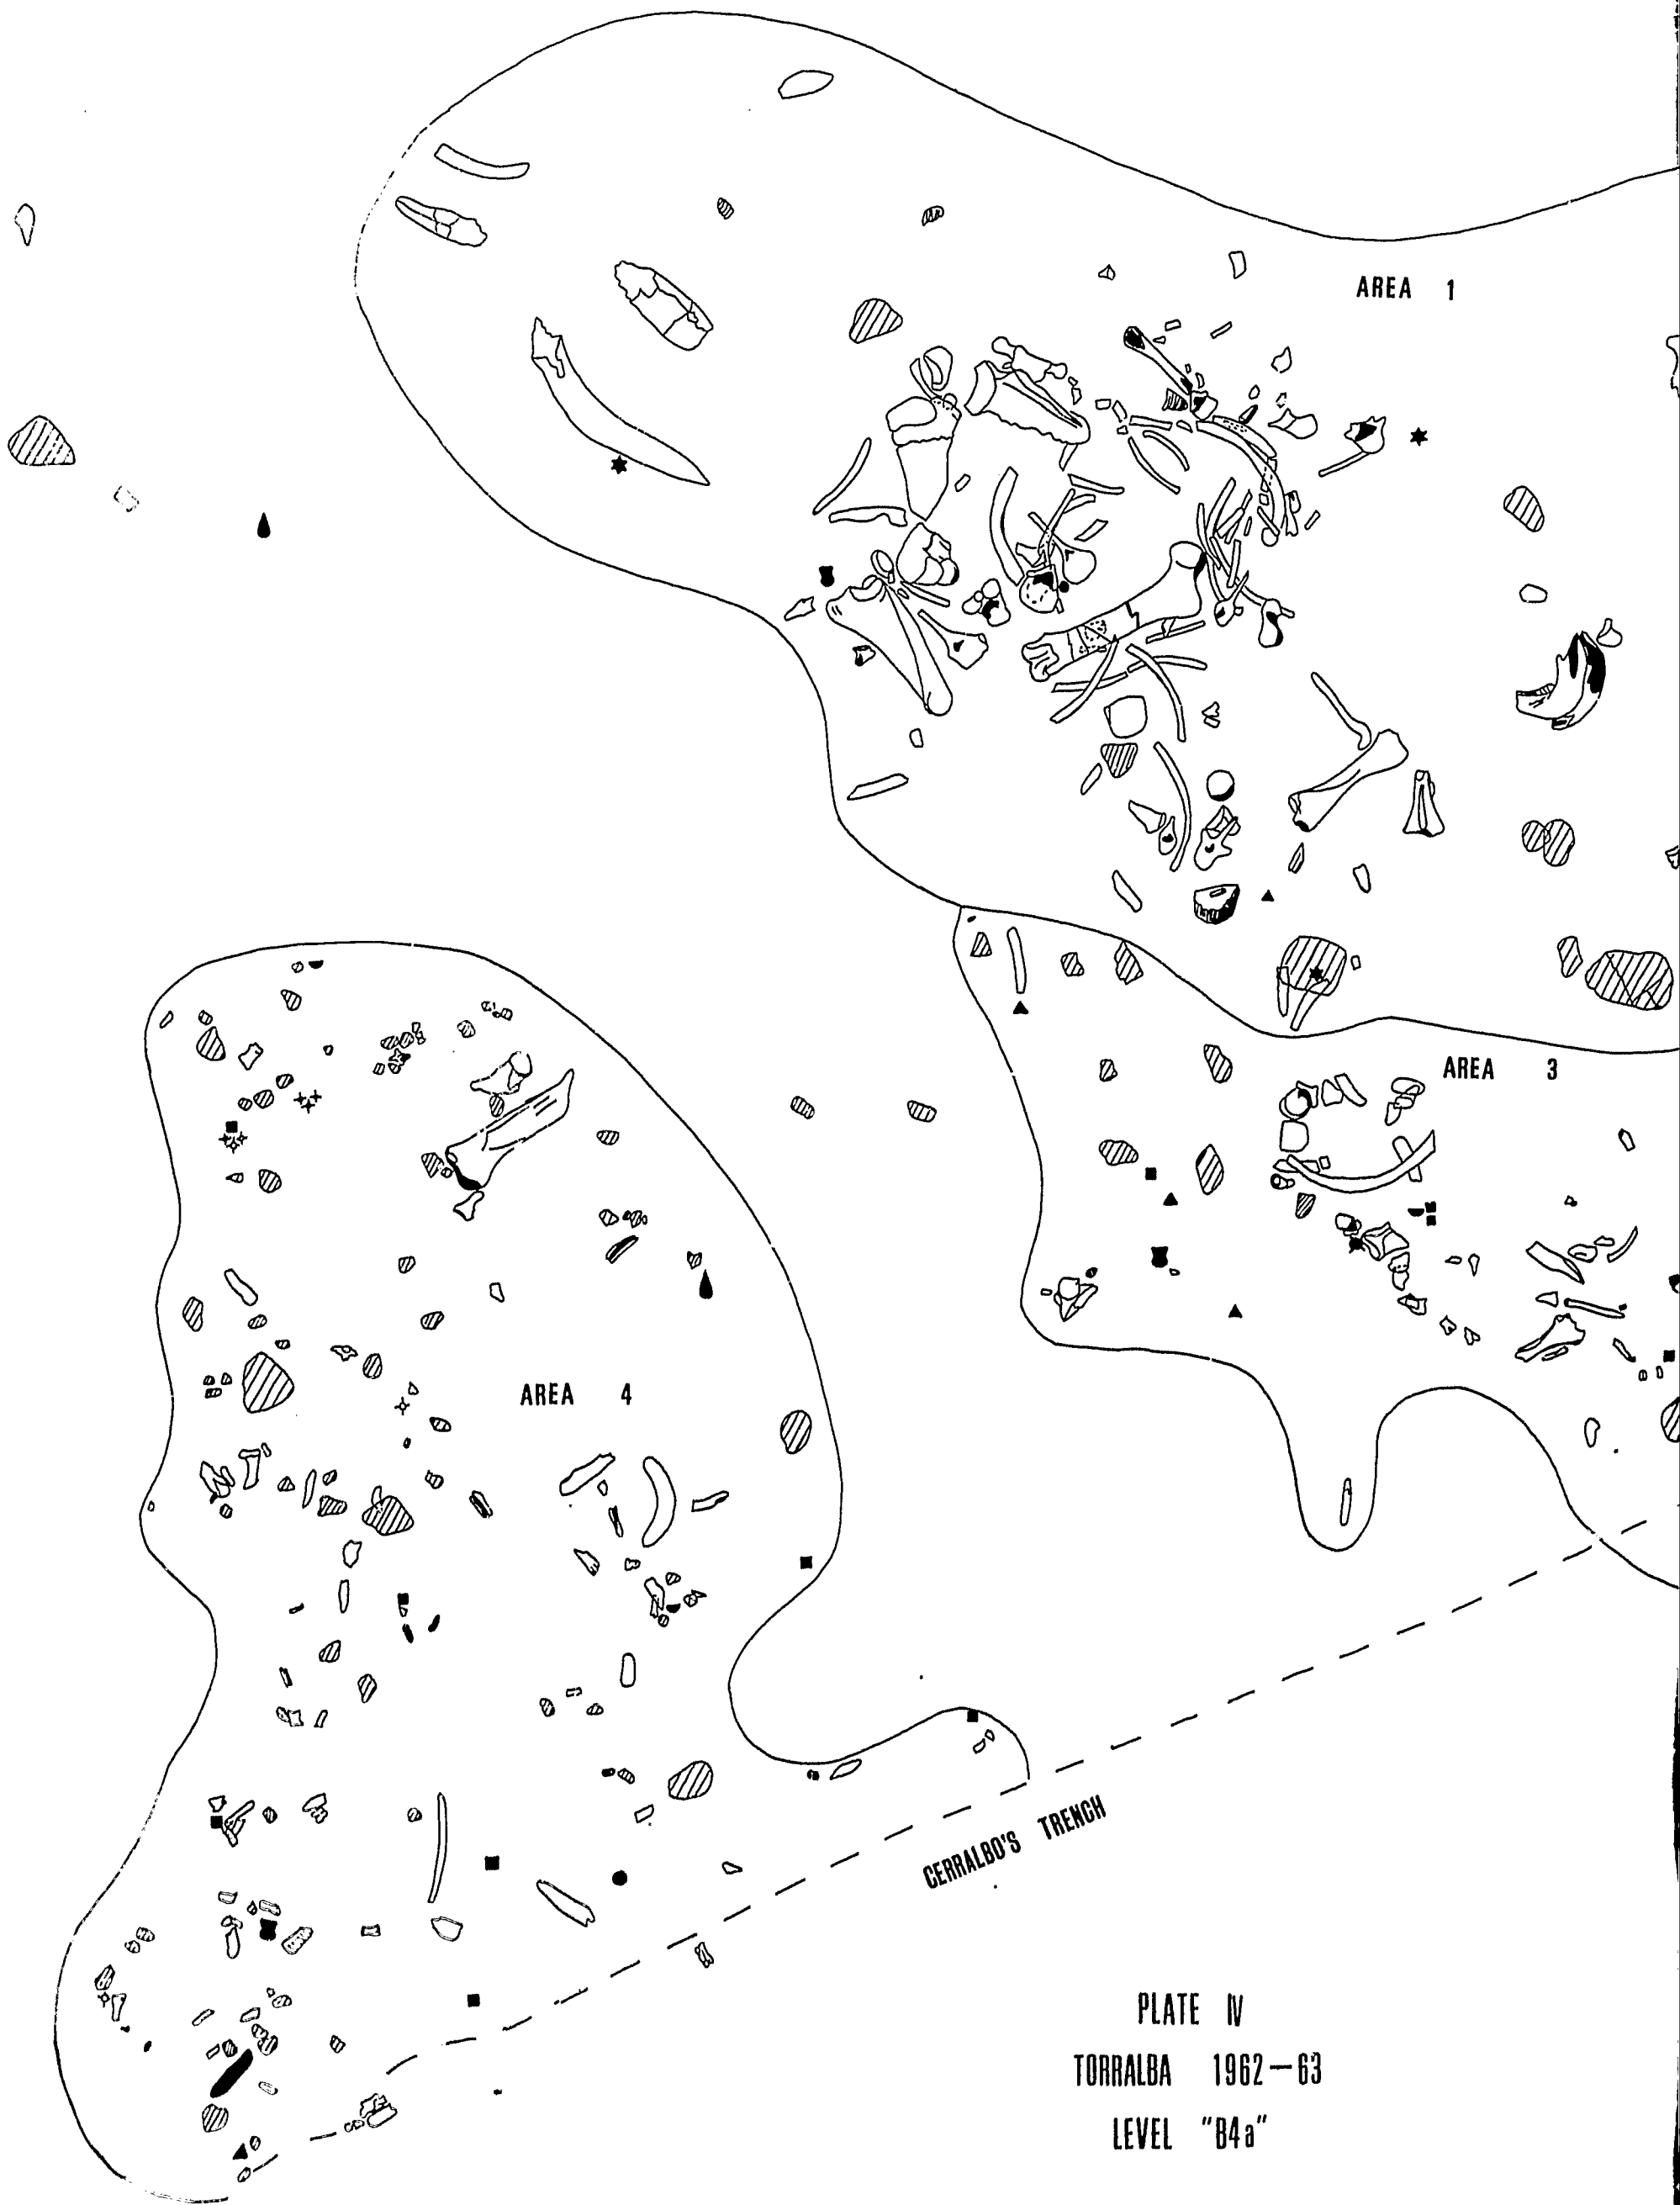 AREA 1
AREA 3
AREA 4
CERRALBO'S TRENCH
PLATE IV
TORRALBA 1962—63
LEVEL "B4a"